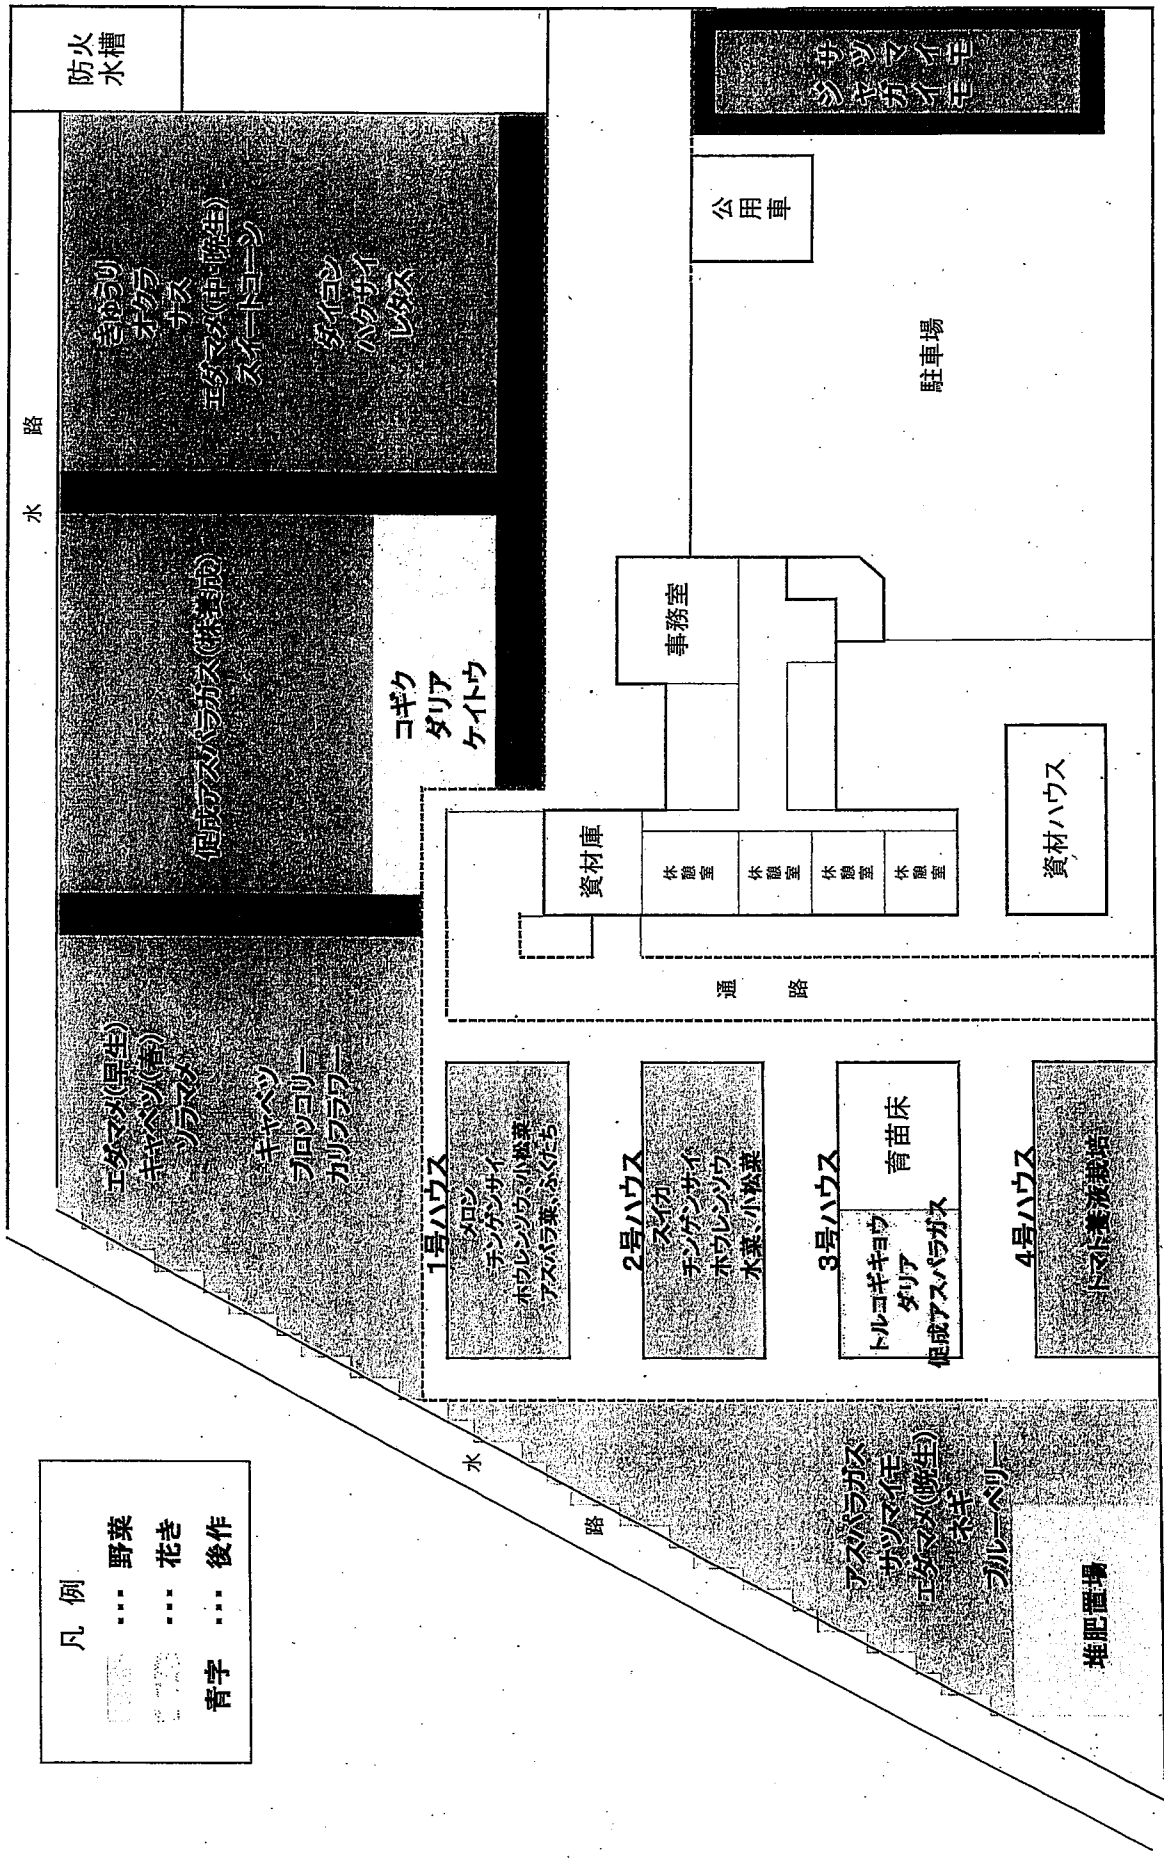 凡 例
… 野菜
… 花き
青字 … 後作
水 路
防火
水槽
エダマメ(早生)
キャベツ(春)
ソラマメ
キャベツ
ブロッコリー
カリフラワー
促成アスパラガス(株養成)
コギク
ダリア
ケイトウ
きゅうり
オクラ
ナス
エダマメ(中・晩生)
スイートコーン
ダイコン
ハクサイ
レタス
水 路
1号ハウス
メロン
チンゲンサイ
ホウレンソウ、小松菜
アスパラ菜、ふくたち
2号ハウス
スイカ
チンゲンサイ
ホウレンソウ
水菜、小松菜
3号ハウス
トルコギキョウ
ダリア
促成アスパラガス
育苗床
4号ハウス
トマト養液栽培
アスパラガス
サツマイモ
エダマメ(晩生)
ネギ
ブルーベリー
堆肥置場
通 路
資材庫
休憩室
休憩室
休憩室
休憩室
事務室
資材ハウス
駐車場
公用車
サツマイモ
ジャガイモ